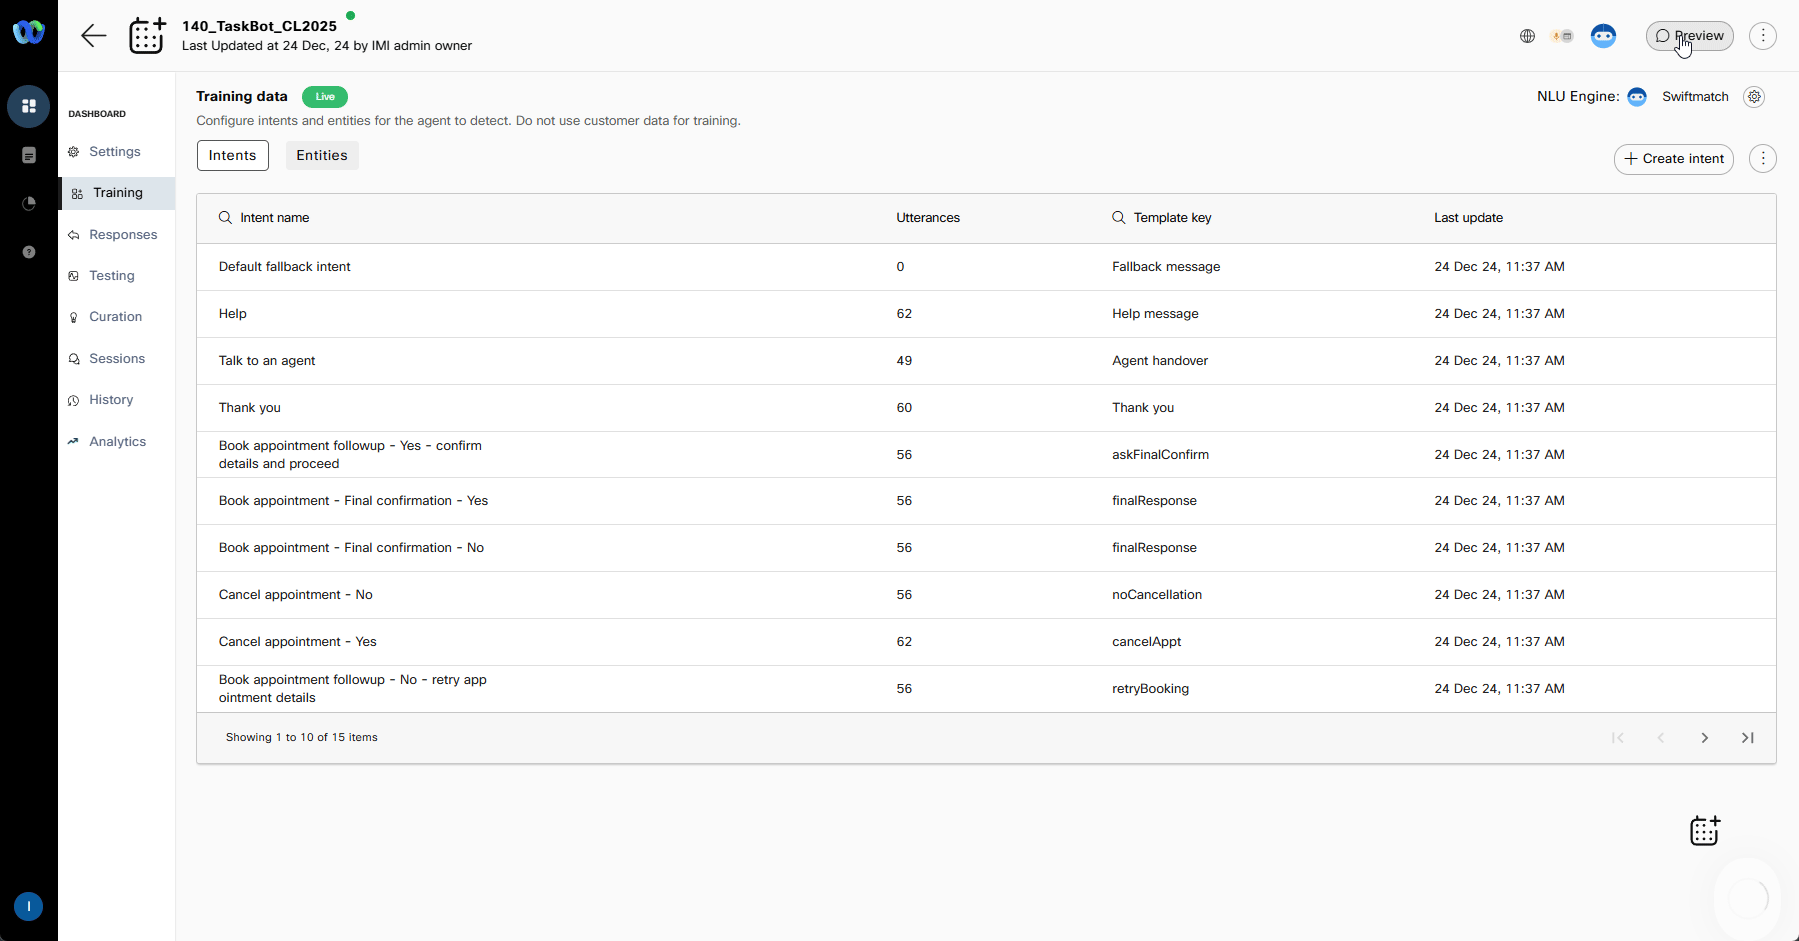 140_TaskBot_CL2025
Last Updated at 24 Dec, 24 by IMI admin owner
Preview
DASHBOARD
Settings
Training
Responses
Testing
Curation
Sessions
History
Analytics
I
Training data
Live
NLU Engine: Swiftmatch
Configure intents and entities for the agent to detect. Do not use customer data for training.
Intents Entities
Create intent
Intent name Utterances Template key Last update
Default fallback intent 0 Fallback message 24 Dec 24, 11:37 AM
Help 62 Help message 24 Dec 24, 11:37 AM
Talk to an agent 49 Agent handover 24 Dec 24, 11:37 AM
Thank you 60 Thank you 24 Dec 24, 11:37 AM
Book appointment followup - Yes - confirm
details and proceed 56 askFinalConfirm 24 Dec 24, 11:37 AM
Book appointment - Final confirmation - Yes 56 finalResponse 24 Dec 24, 11:37 AM
Book appointment - Final confirmation - No 56 finalResponse 24 Dec 24, 11:37 AM
Cancel appointment - No 56 noCancellation 24 Dec 24, 11:37 AM
Cancel appointment - Yes 62 cancelAppt 24 Dec 24, 11:37 AM
Book appointment followup - No - retry app
ointment details 56 retryBooking 24 Dec 24, 11:37 AM
Showing 1 to 10 of 15 items